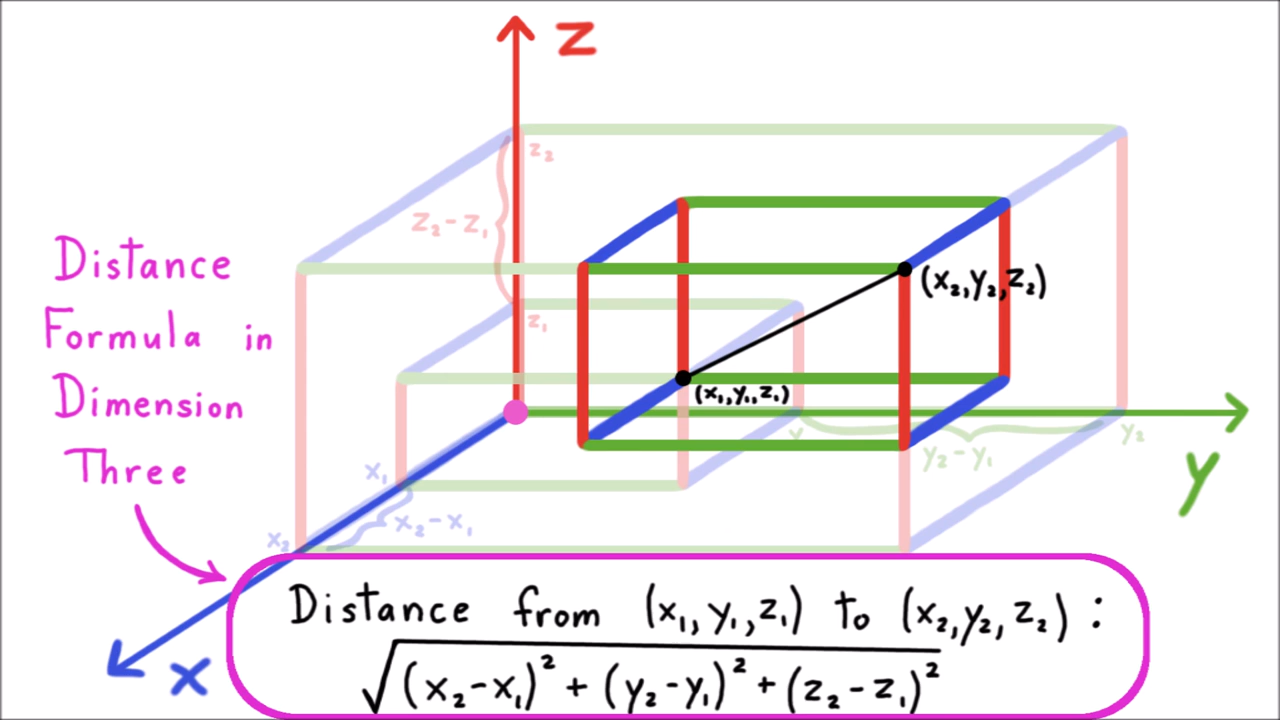 Z
z₂
z₂ - z₁
(x₂, y₂, z₂)
Distance
Formula in
Dimension
Three
z₁
(x₁, y₁, z₁)
y₂
y₂ - y₁
y
x₁
x₂ - x₁
x₂
x
Distance from (x₁, y₁, z₁) to (x₂, y₂, z₂) :
√(x₂ - x₁)² + (y₂ - y₁)² + (z₂ - z₁)²